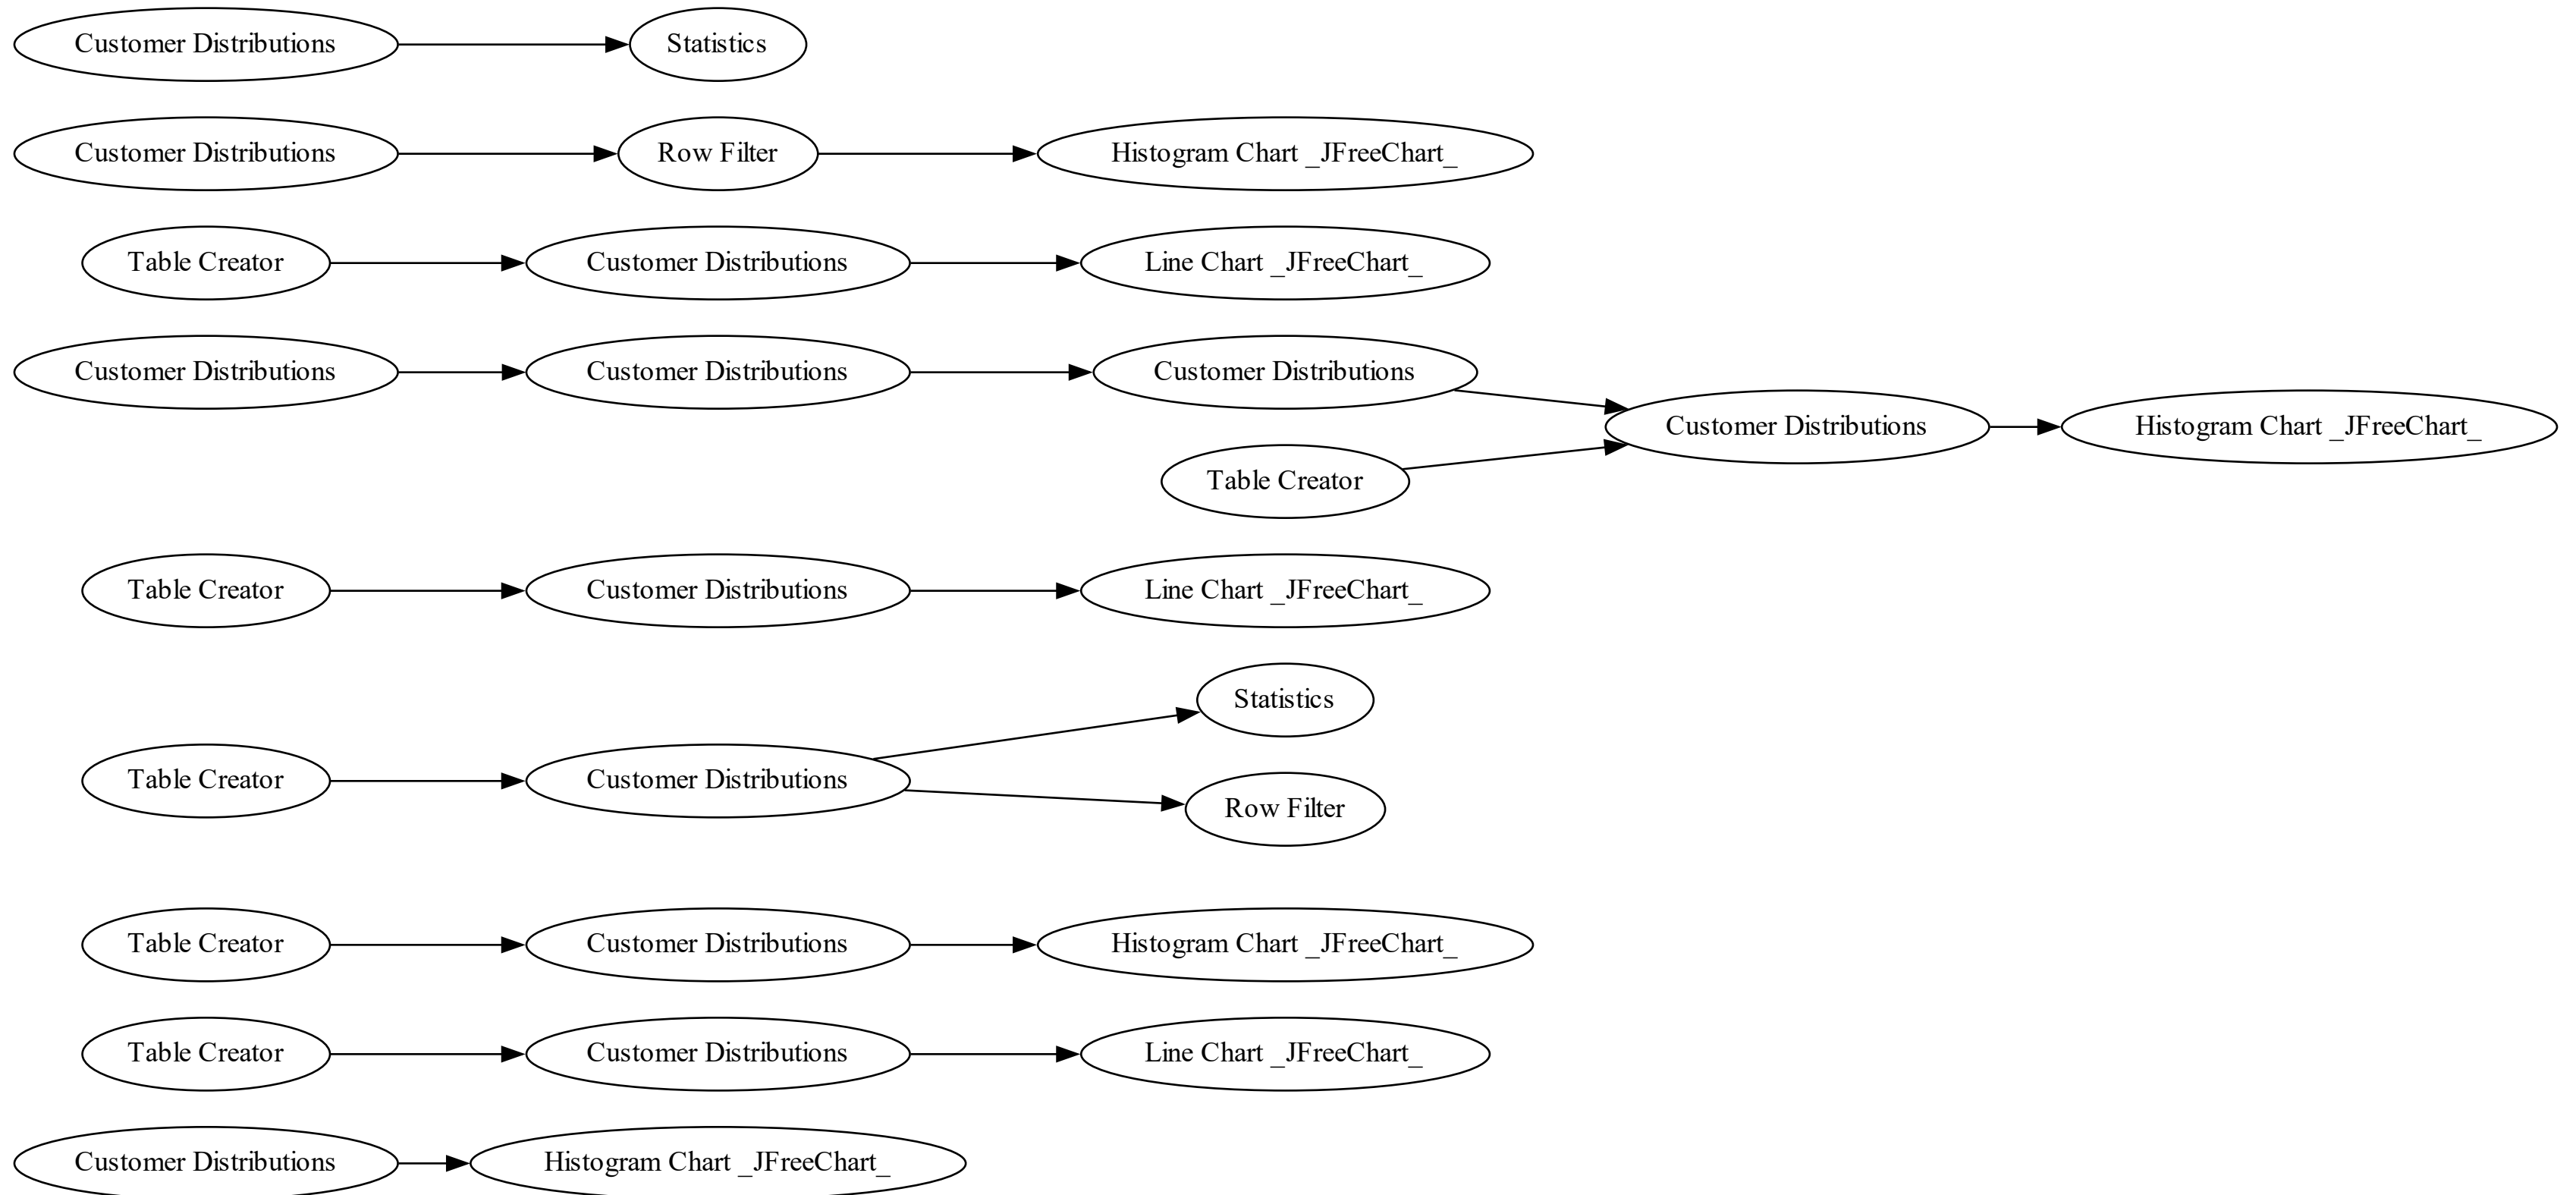 Customer Distributions
Statistics
Customer Distributions
Row Filter
Histogram Chart _JFreeChart_
Table Creator
Customer Distributions
Line Chart _JFreeChart_
Customer Distributions
Customer Distributions
Customer Distributions
Customer Distributions
Histogram Chart _JFreeChart_
Table Creator
Table Creator
Customer Distributions
Line Chart _JFreeChart_
Statistics
Table Creator
Customer Distributions
Row Filter
Table Creator
Customer Distributions
Histogram Chart _JFreeChart_
Table Creator
Customer Distributions
Line Chart _JFreeChart_
Customer Distributions
Histogram Chart _JFreeChart_